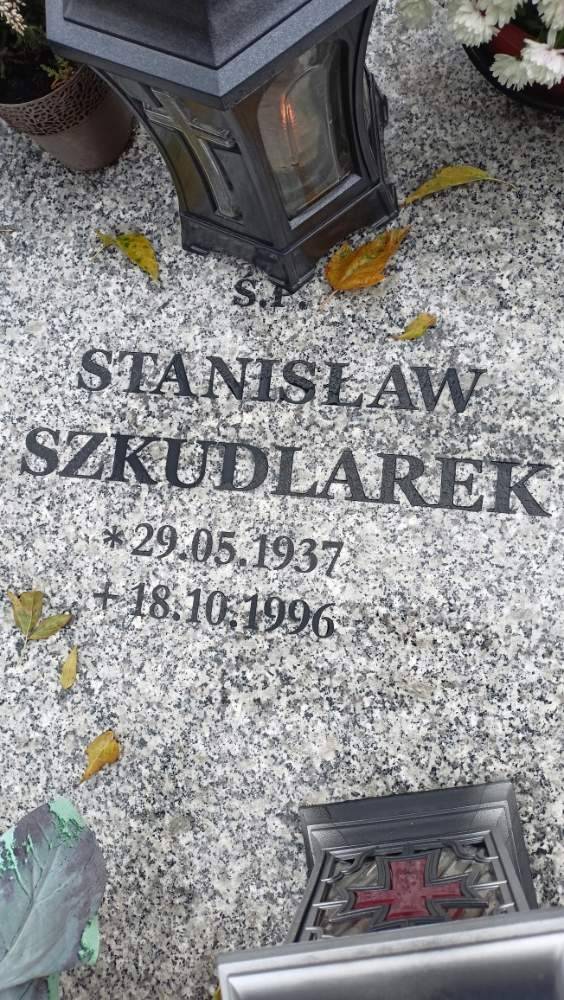 Ś.P.
STANISŁAW
SZKUDLAREK
*29.05.1937
+18.10.1996